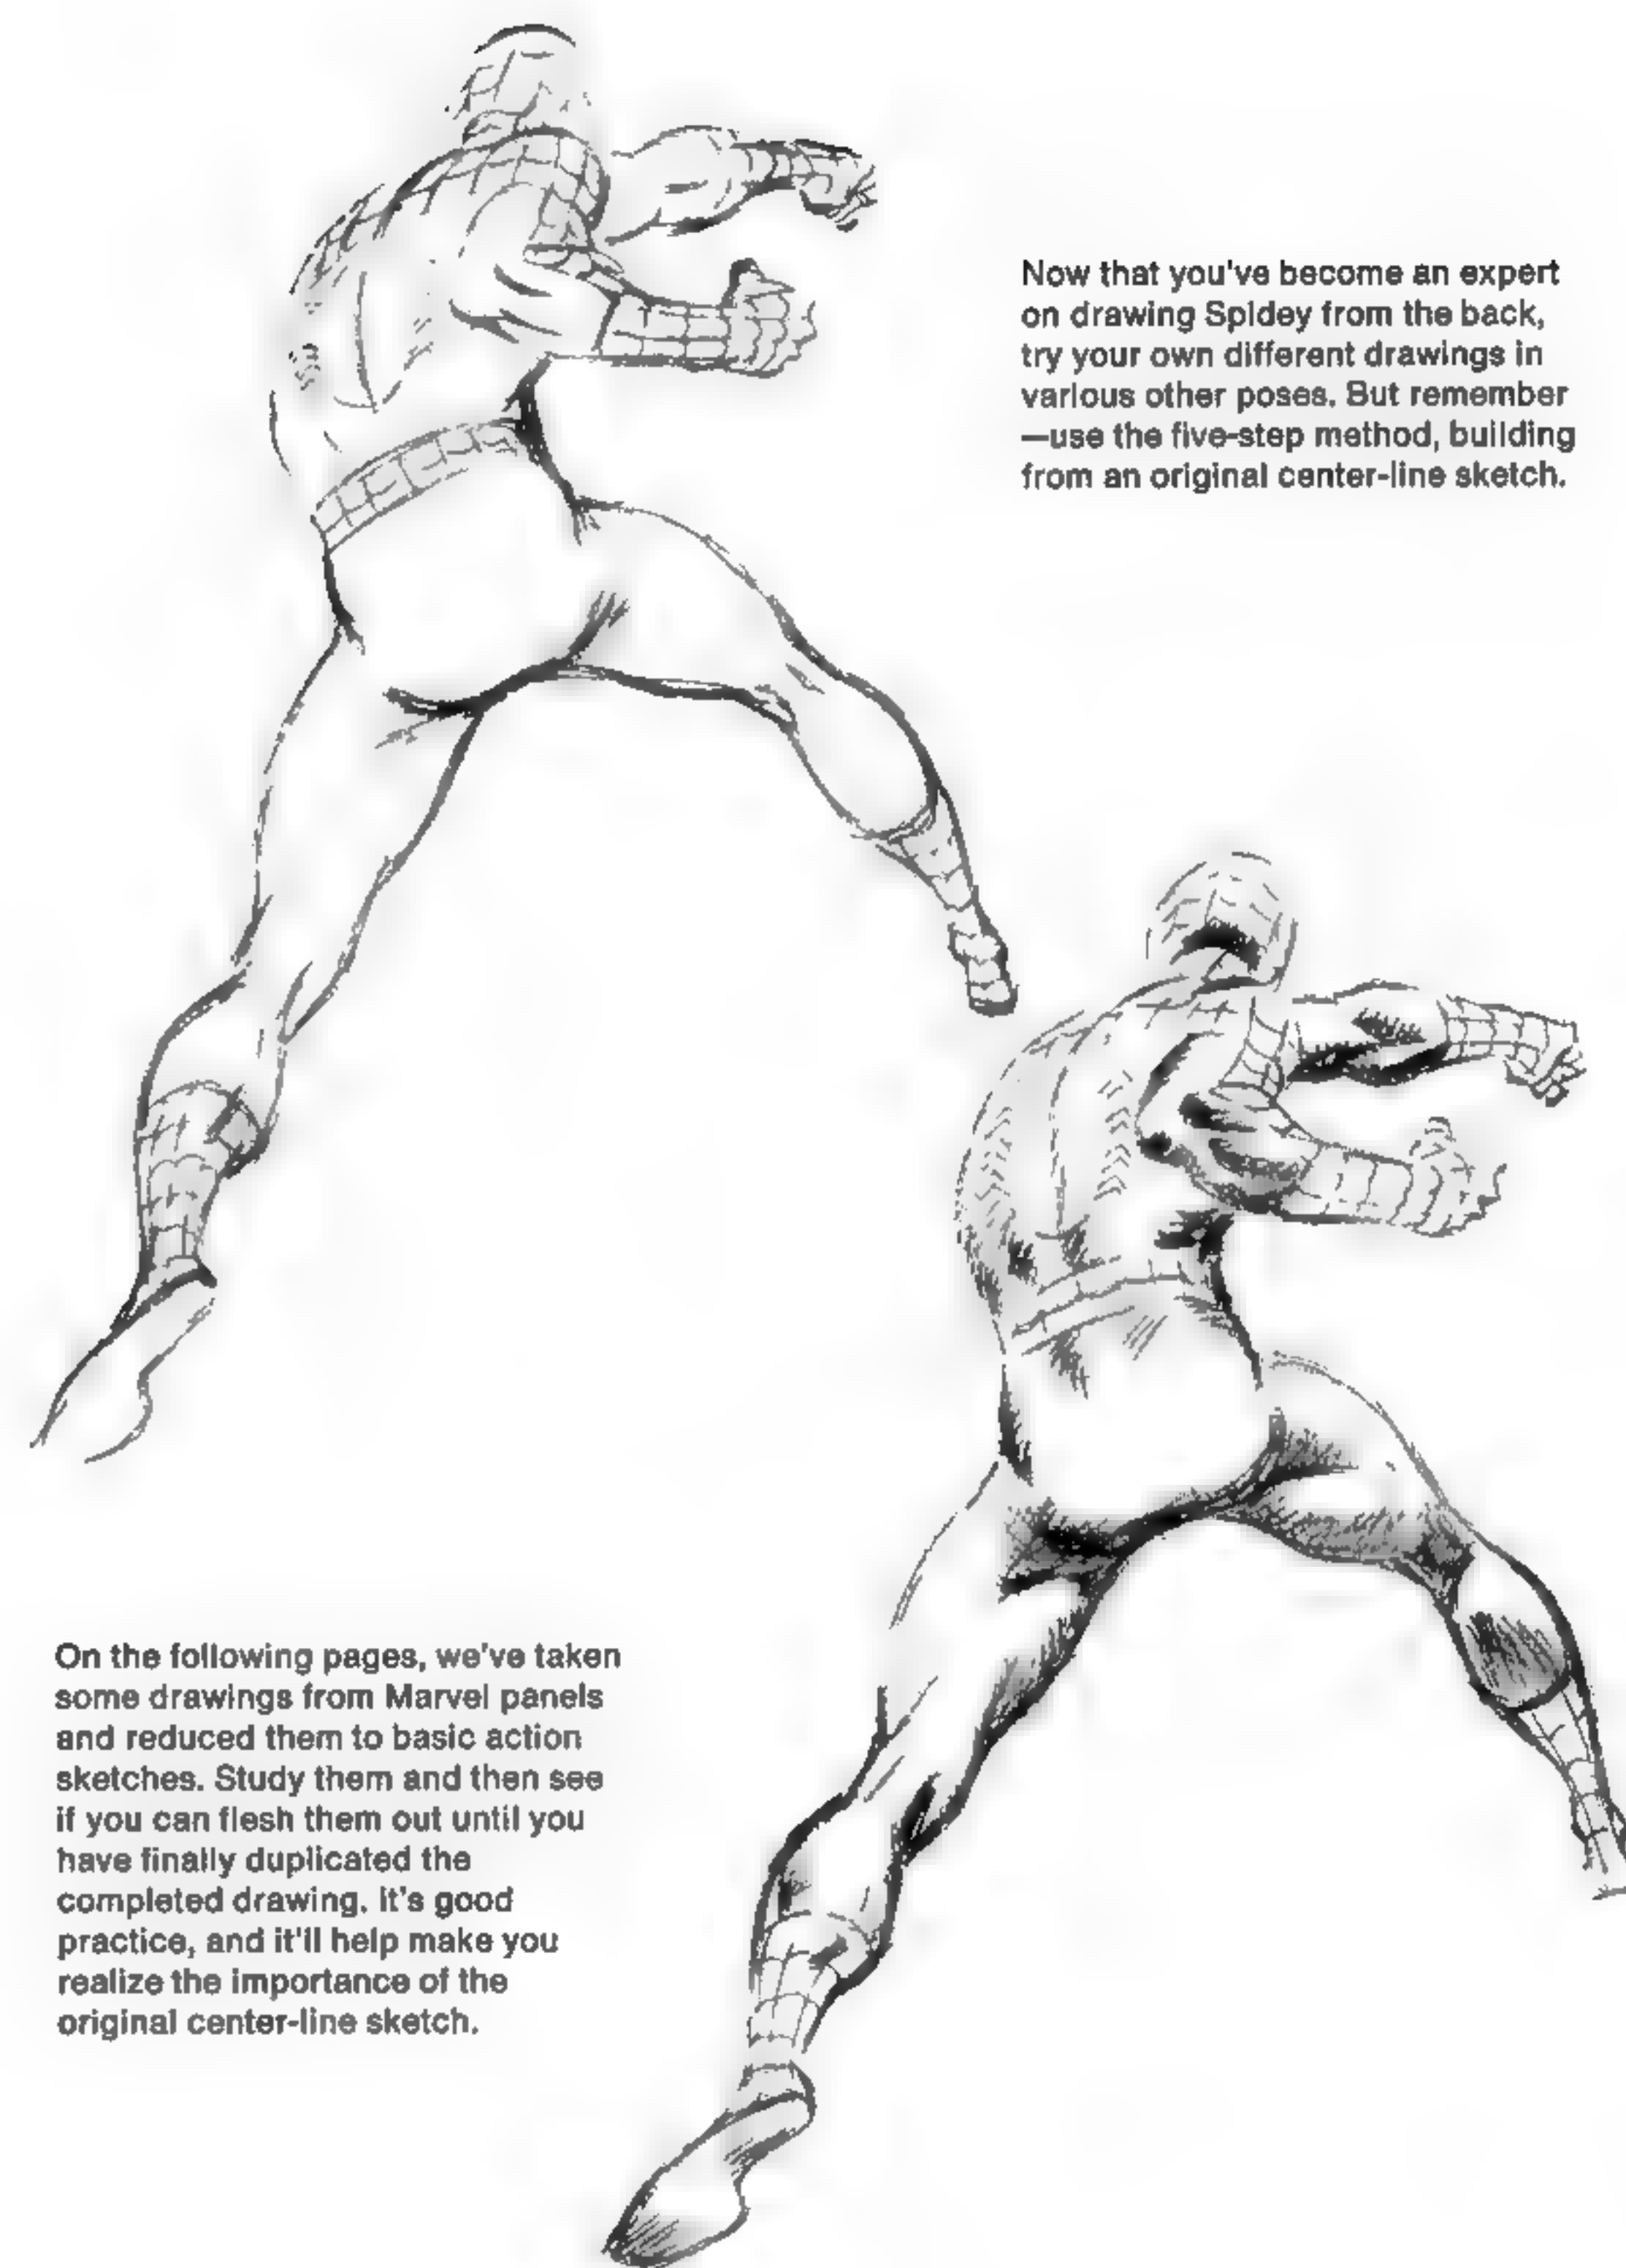 Now that you've become an expert
on drawing Spidey from the back,
try your own different drawings in
various other poses. But remember
—use the five-step method, building
from an original center-line sketch.
On the following pages, we've taken
some drawings from Marvel panels
and reduced them to basic action
sketches. Study them and then see
if you can flesh them out until you
have finally duplicated the
completed drawing. It's good
practice, and it'll help make you
realize the importance of the
original center-line sketch.